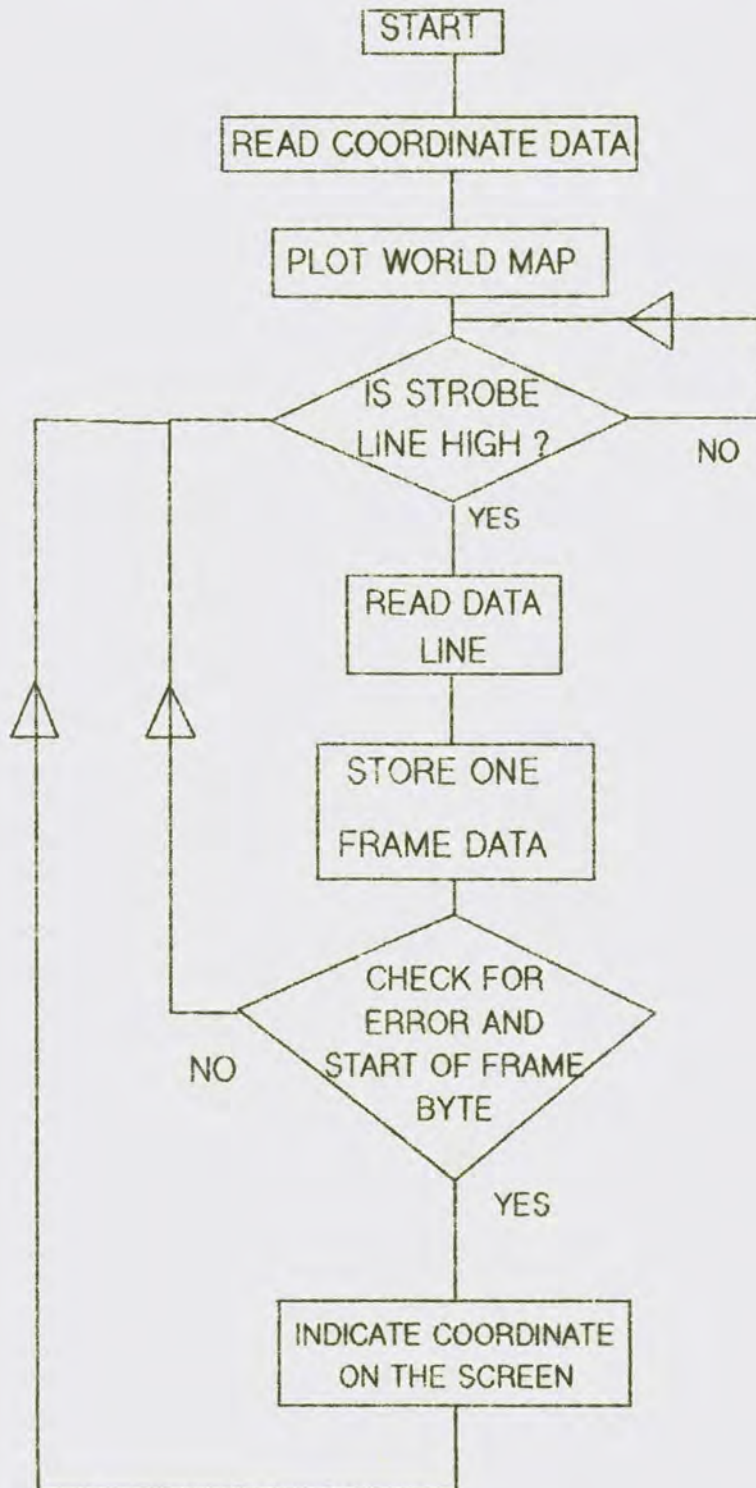 START
READ COORDINATE DATA
PLOT WORLD MAP
IS STROBE
LINE HIGH ?
NO
YES
READ DATA
LINE
STORE ONE
FRAME DATA
CHECK FOR
ERROR AND
START OF FRAME
BYTE
NO
YES
INDICATE COORDINATE
ON THE SCREEN